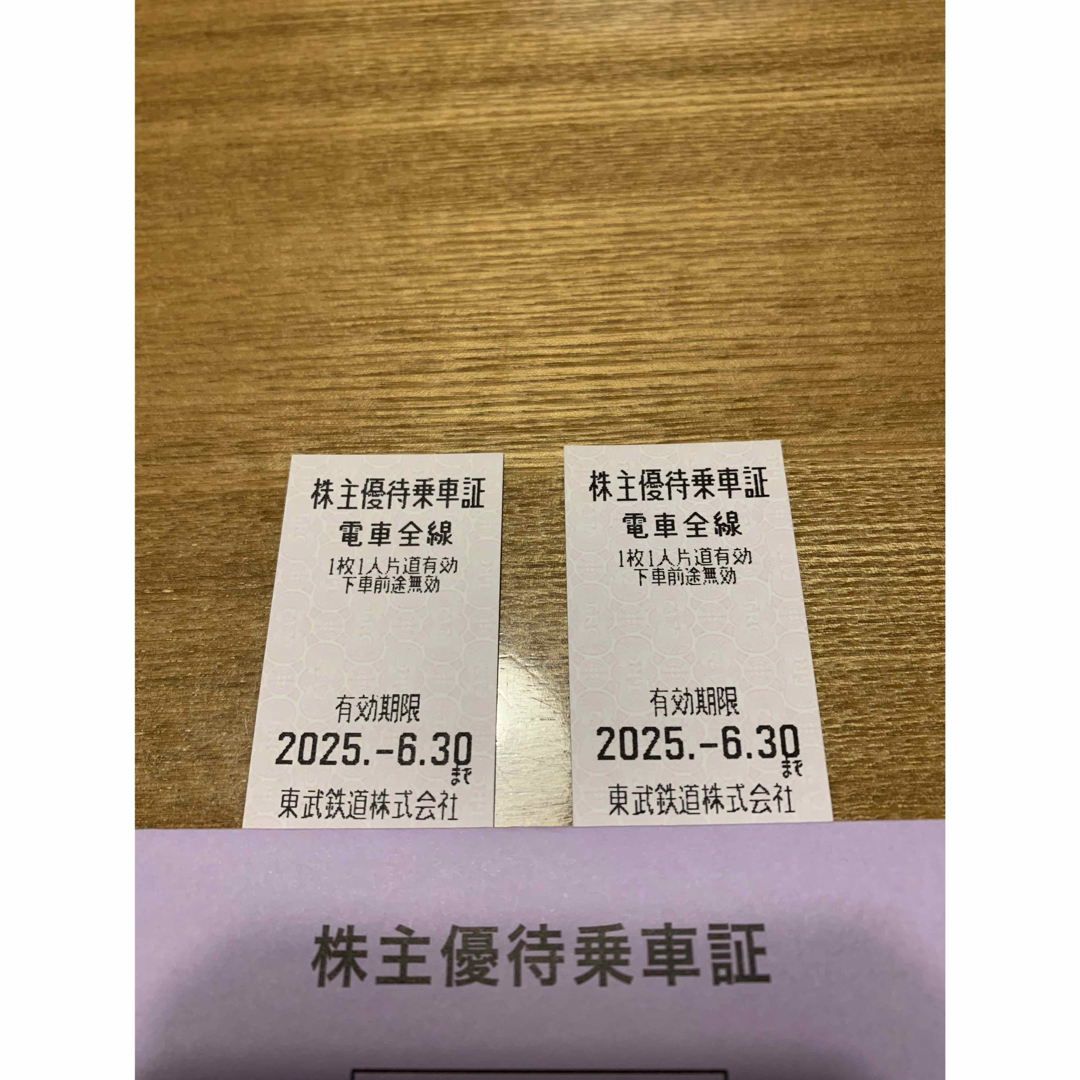 株主優待乗車証
電車全線
1枚1人片道有効
下車前途無効
有効期限
2025.-6.30
まで
東武鉄道株式会社
株主優待乗車証
電車全線
1枚1人片道有効
下車前途無効
有効期限
2025.-6.30
まで
東武鉄道株式会社
株主優待乗車証